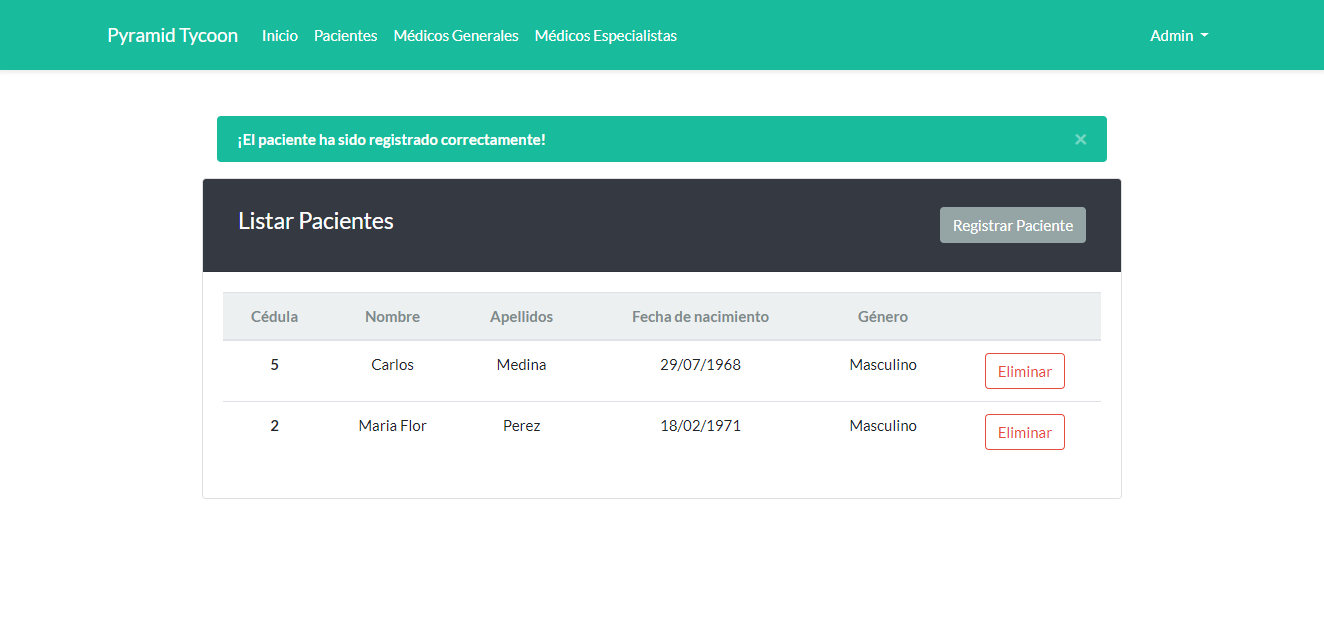 Pyramid Tycoon Inicio Pacientes Médicos Generales Médicos Especialistas Admin
¡El paciente ha sido registrado correctamente! ×
Listar Pacientes Registrar Paciente
Cédula Nombre Apellidos Fecha de nacimiento Género
5 Carlos Medina 29/07/1968 Masculino Eliminar
2 Maria Flor Perez 18/02/1971 Masculino Eliminar